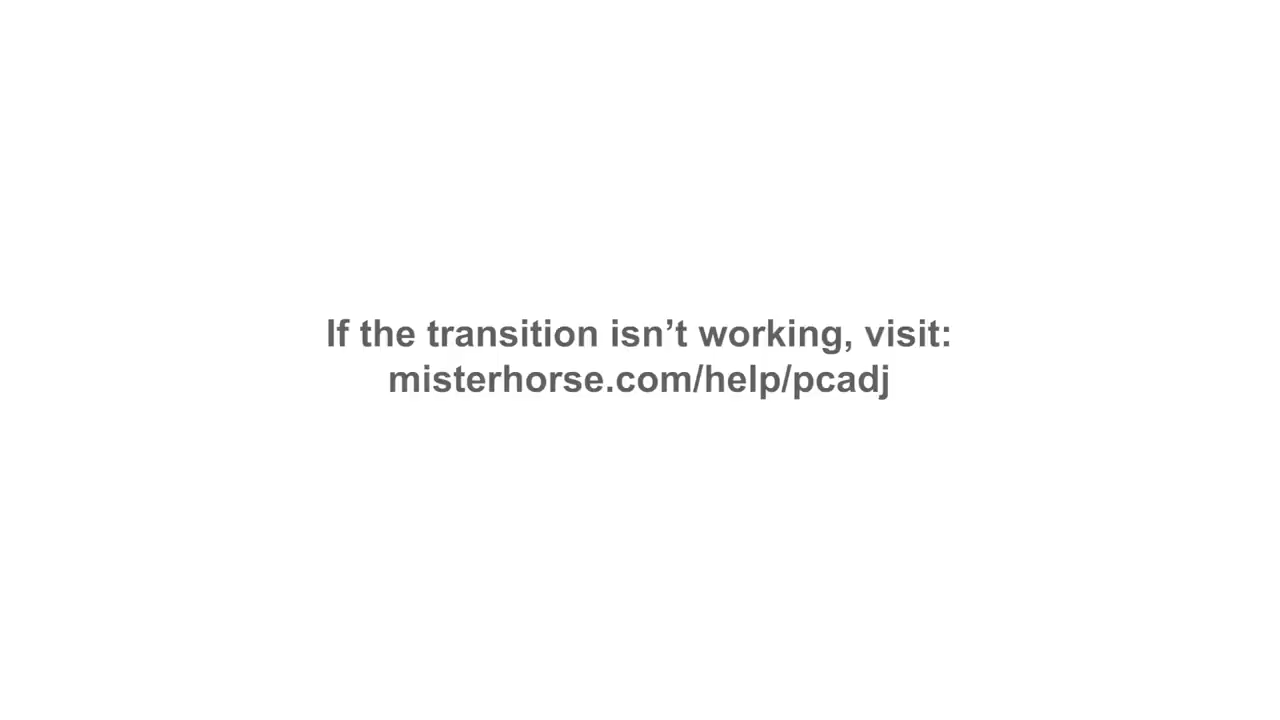 If the transition isn’t working, visit:
misterhorse.com/help/pcadj